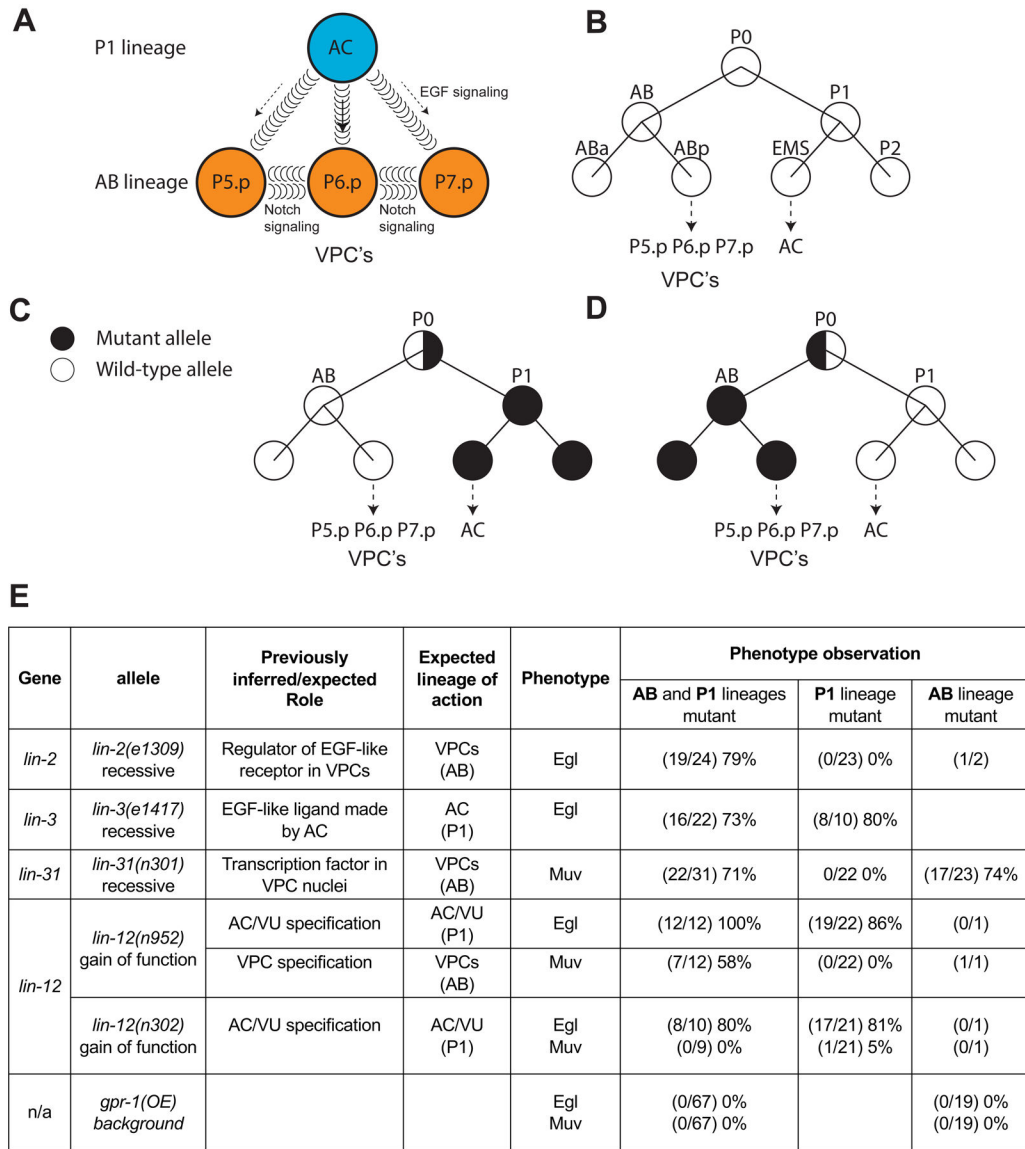 A
P1 lineage
AC
EGF signaling
AB lineage
P5.p
P6.p
P7.p
Notch
signaling
Notch
signaling
VPC's
B
P0
AB
P1
ABa
ABp
EMS
P2
P5.p P6.p P7.p
AC
VPC's
C
Mutant allele
Wild-type allele
P0
AB
P1
P5.p P6.p P7.p
AC
VPC's
D
P0
AB
P1
P5.p P6.p P7.p
AC
VPC's
E
Gene
allele
Previously
inferred/expected
Role
Expected
lineage of
action
Phenotype
Phenotype observation
AB and P1 lineages
mutant
P1 lineage
mutant
AB lineage
mutant
lin-2
lin-2(e1309)
recessive
Regulator of EGF-like
receptor in VPCs
VPCs
(AB)
Egl
(19/24) 79%
(0/23) 0%
(1/2)
lin-3
lin-3(e1417)
recessive
EGF-like ligand made
by AC
AC
(P1)
Egl
(16/22) 73%
(8/10) 80%
lin-31
lin-31(n301)
recessive
Transcription factor in
VPC nuclei
VPCs
(AB)
Muv
(22/31) 71%
0/22 0%
(17/23) 74%
lin-12
lin-12(n952)
gain of function
AC/VU specification
AC/VU
(P1)
Egl
(12/12) 100%
(19/22) 86%
(0/1)
VPC specification
VPCs
(AB)
Muv
(7/12) 58%
(0/22) 0%
(1/1)
lin-12(n302)
gain of function
AC/VU specification
AC/VU
(P1)
Egl
Muv
(8/10) 80%
(0/9) 0%
(17/21) 81%
(1/21) 5%
(0/1)
(0/1)
n/a
gpr-1(OE)
background
Egl
Muv
(0/67) 0%
(0/67) 0%
(0/19) 0%
(0/19) 0%